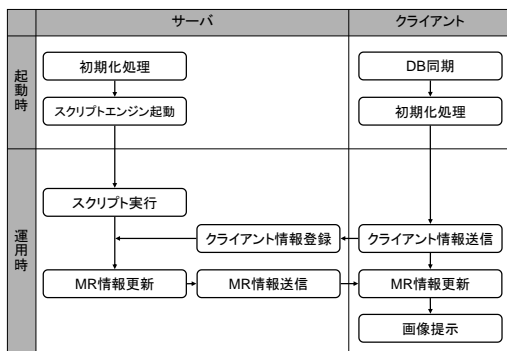 サーバ
クライアント
起動時
初期化処理
DB同期
スクリプトエンジン起動
初期化処理
運用時
スクリプト実行
クライアント情報登録
クライアント情報送信
MR情報更新
MR情報送信
MR情報更新
画像提示